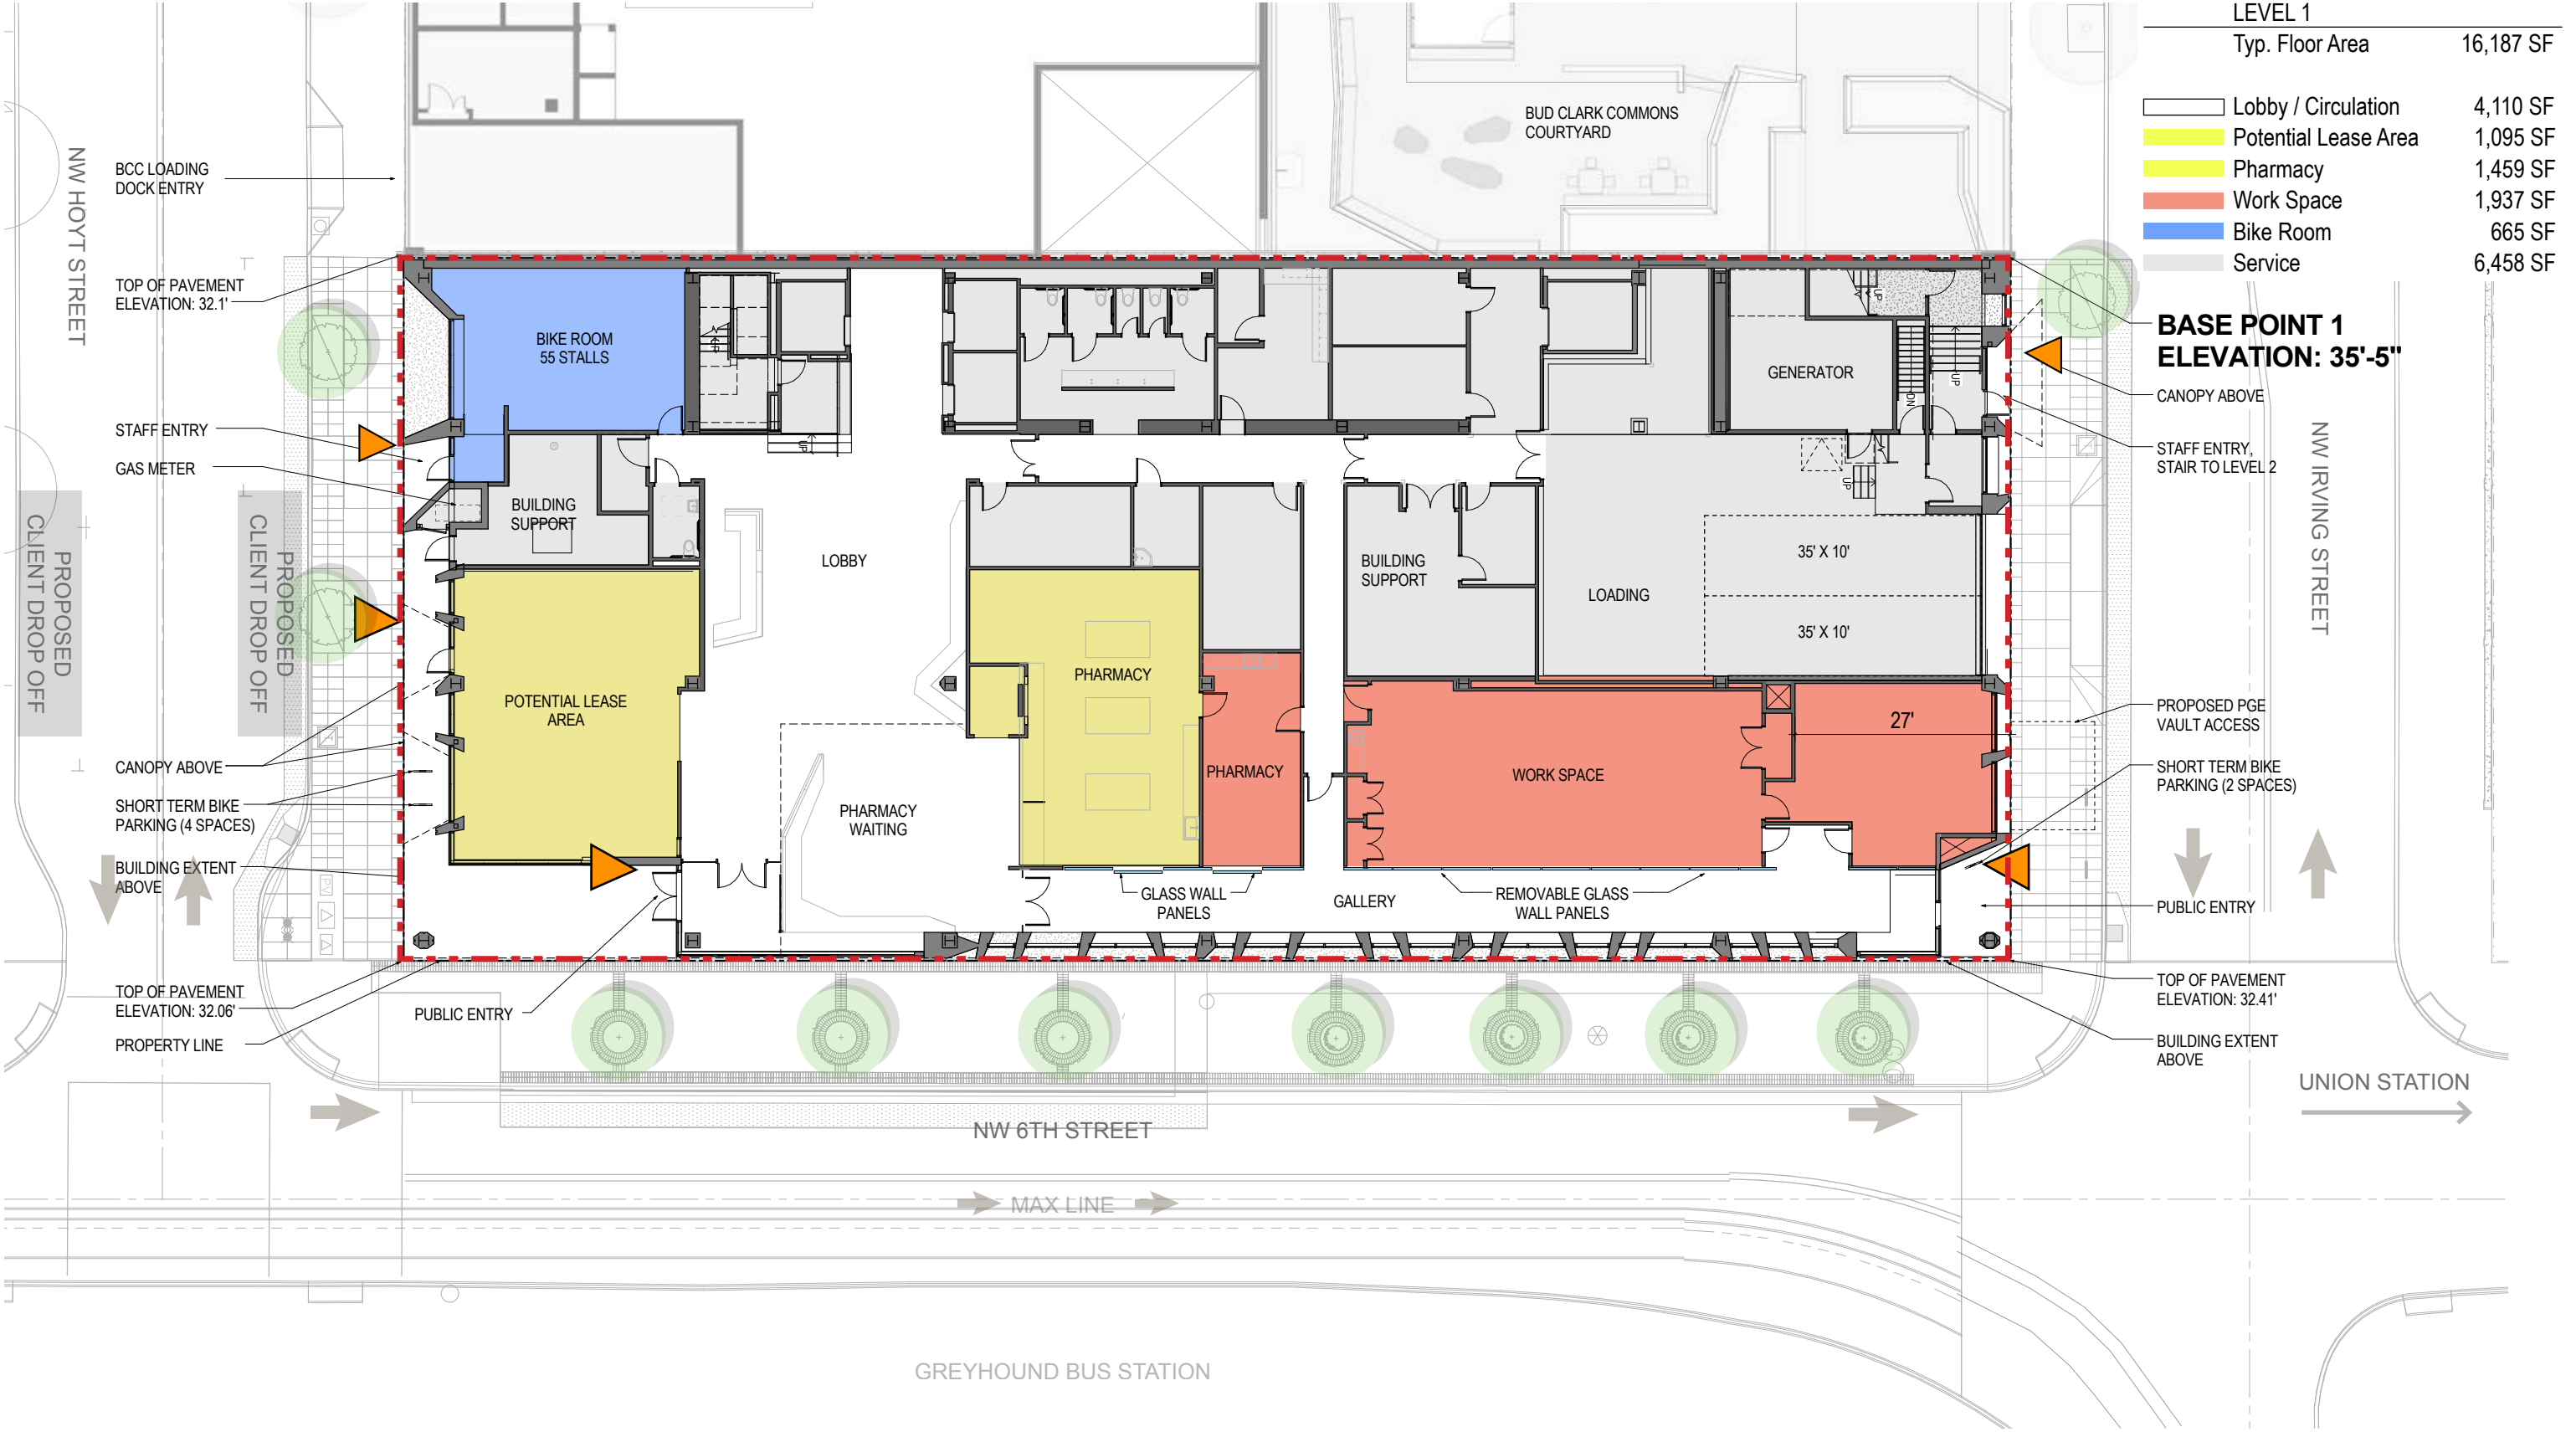 LEVEL 1
Typ. Floor Area 16,187 SF
Lobby / Circulation 4,110 SF
Potential Lease Area 1,095 SF
Pharmacy 1,459 SF
Work Space 1,937 SF
Bike Room 665 SF
Service 6,458 SF
BASE POINT 1
ELEVATION: 35'-5"
CANOPY ABOVE
STAFF ENTRY,
STAIR TO LEVEL 2
NW IRVING STREET
PROPOSED PGE
VAULT ACCESS
SHORT TERM BIKE
PARKING (2 SPACES)
PUBLIC ENTRY
TOP OF PAVEMENT
ELEVATION: 32.41'
BUILDING EXTENT
ABOVE
UNION STATION
NW HOYT STREET
BCC LOADING
DOCK ENTRY
TOP OF PAVEMENT
ELEVATION: 32.1'
STAFF ENTRY
GAS METER
PROPOSED
CLIENT DROP OFF
PROPOSED
CLIENT DROP OFF
CANOPY ABOVE
SHORT TERM BIKE
PARKING (4 SPACES)
BUILDING EXTENT
ABOVE
TOP OF PAVEMENT
ELEVATION: 32.06'
PROPERTY LINE
PUBLIC ENTRY
BUD CLARK COMMONS
COURTYARD
BIKE ROOM
55 STALLS
UP
UP
GENERATOR
UP
UP
DN
UP
BUILDING
SUPPORT
LOBBY
BUILDING
SUPPORT
LOADING
35' X 10'
35' X 10'
POTENTIAL LEASE
AREA
PHARMACY
PHARMACY
WORK SPACE
27'
PHARMACY
WAITING
GLASS WALL
PANELS
GALLERY
REMOVABLE GLASS
WALL PANELS
NW 6TH STREET
MAX LINE
GREYHOUND BUS STATION